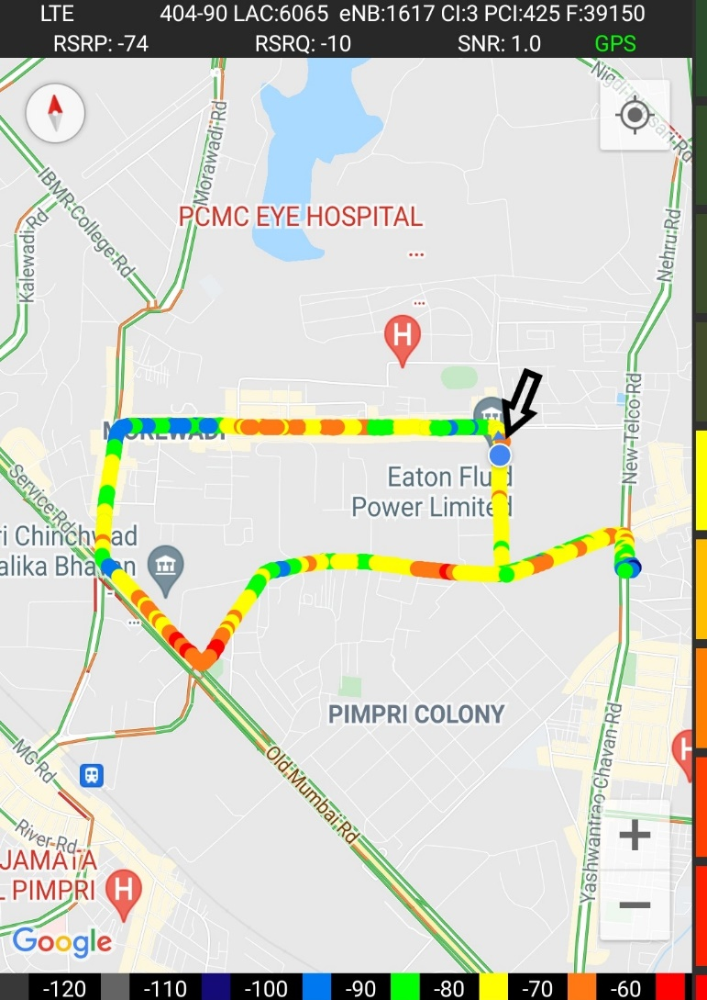 LTE 404-90 LAC:6065 eNB:1617 CI:3 PCI:425 F:39150
RSRP: -74 RSRQ: -10 SNR: 1.0 GPS
Morawadi Rd
IBMR College Rd
Kalewadi Rd
PCMC EYE HOSPITAL
...
...
Nehru Rd
H
MOREWADI
New Telco Rd
Service Rd
Eaton Fluid
Power Limited
ri Chinchwad
alika Bhavan
...
PIMPRI COLONY
MG Rd
Old Mumbai Rd
Yashwantrao Chavan Rd
H
River Rd
JAMATA
L PIMPRI
H
+
−
Google
-120 -110 -100 -90 -80 -70 -60